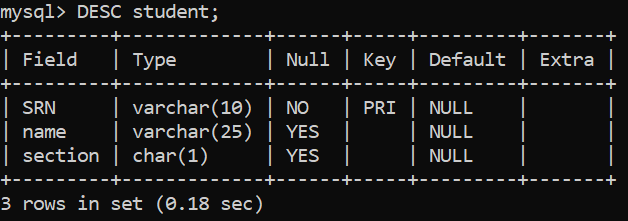 mysql> DESC student;
+---------+-------------+------+-----+---------+-------+
| Field   | Type        | Null | Key | Default | Extra |
+---------+-------------+------+-----+---------+-------+
| SRN     | varchar(10) | NO   | PRI | NULL    |       |
| name    | varchar(25) | YES  |     | NULL    |       |
| section | char(1)     | YES  |     | NULL    |       |
+---------+-------------+------+-----+---------+-------+
3 rows in set (0.18 sec)